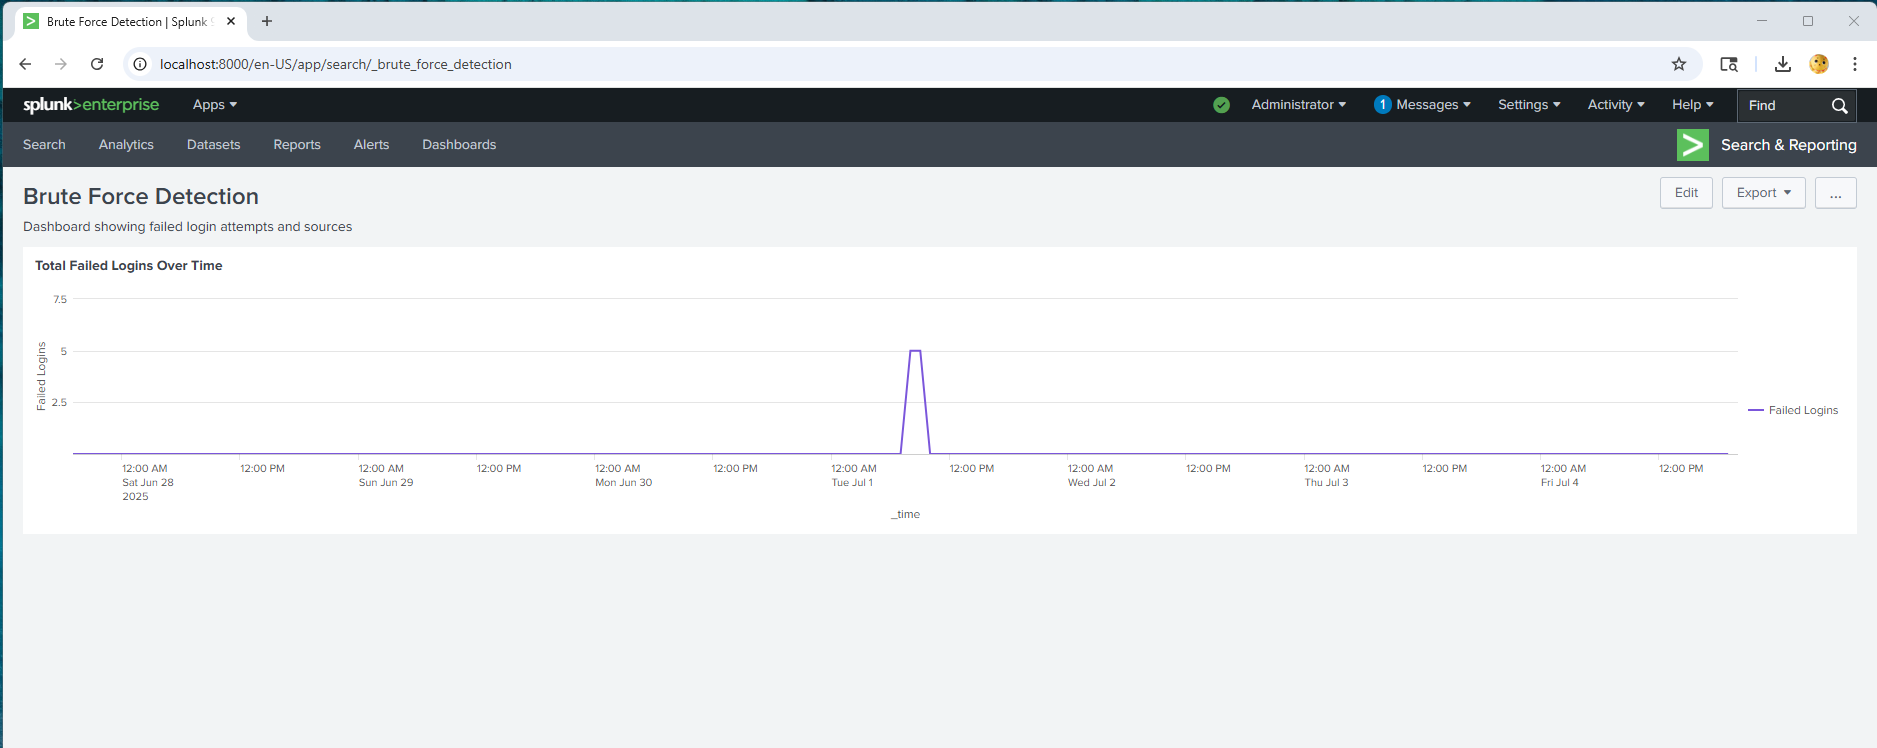 Brute Force Detection | Splunk
localhost:8000/en-US/app/search/_brute_force_detection
splunk>enterprise Apps Administrator 1 Messages Settings Activity Help Find
Search Analytics Datasets Reports Alerts Dashboards Search & Reporting
Brute Force Detection Edit Export ...
Dashboard showing failed login attempts and sources
Total Failed Logins Over Time
7.5
5
2.5
Failed Logins
Failed Logins
12:00 AM 12:00 PM 12:00 AM 12:00 PM 12:00 AM 12:00 PM 12:00 AM 12:00 PM 12:00 AM 12:00 PM 12:00 AM 12:00 PM 12:00 AM 12:00 PM
Sat Jun 28 Sun Jun 29 Mon Jun 30 Tue Jul 1 Wed Jul 2 Thu Jul 3 Fri Jul 4
2025
_time